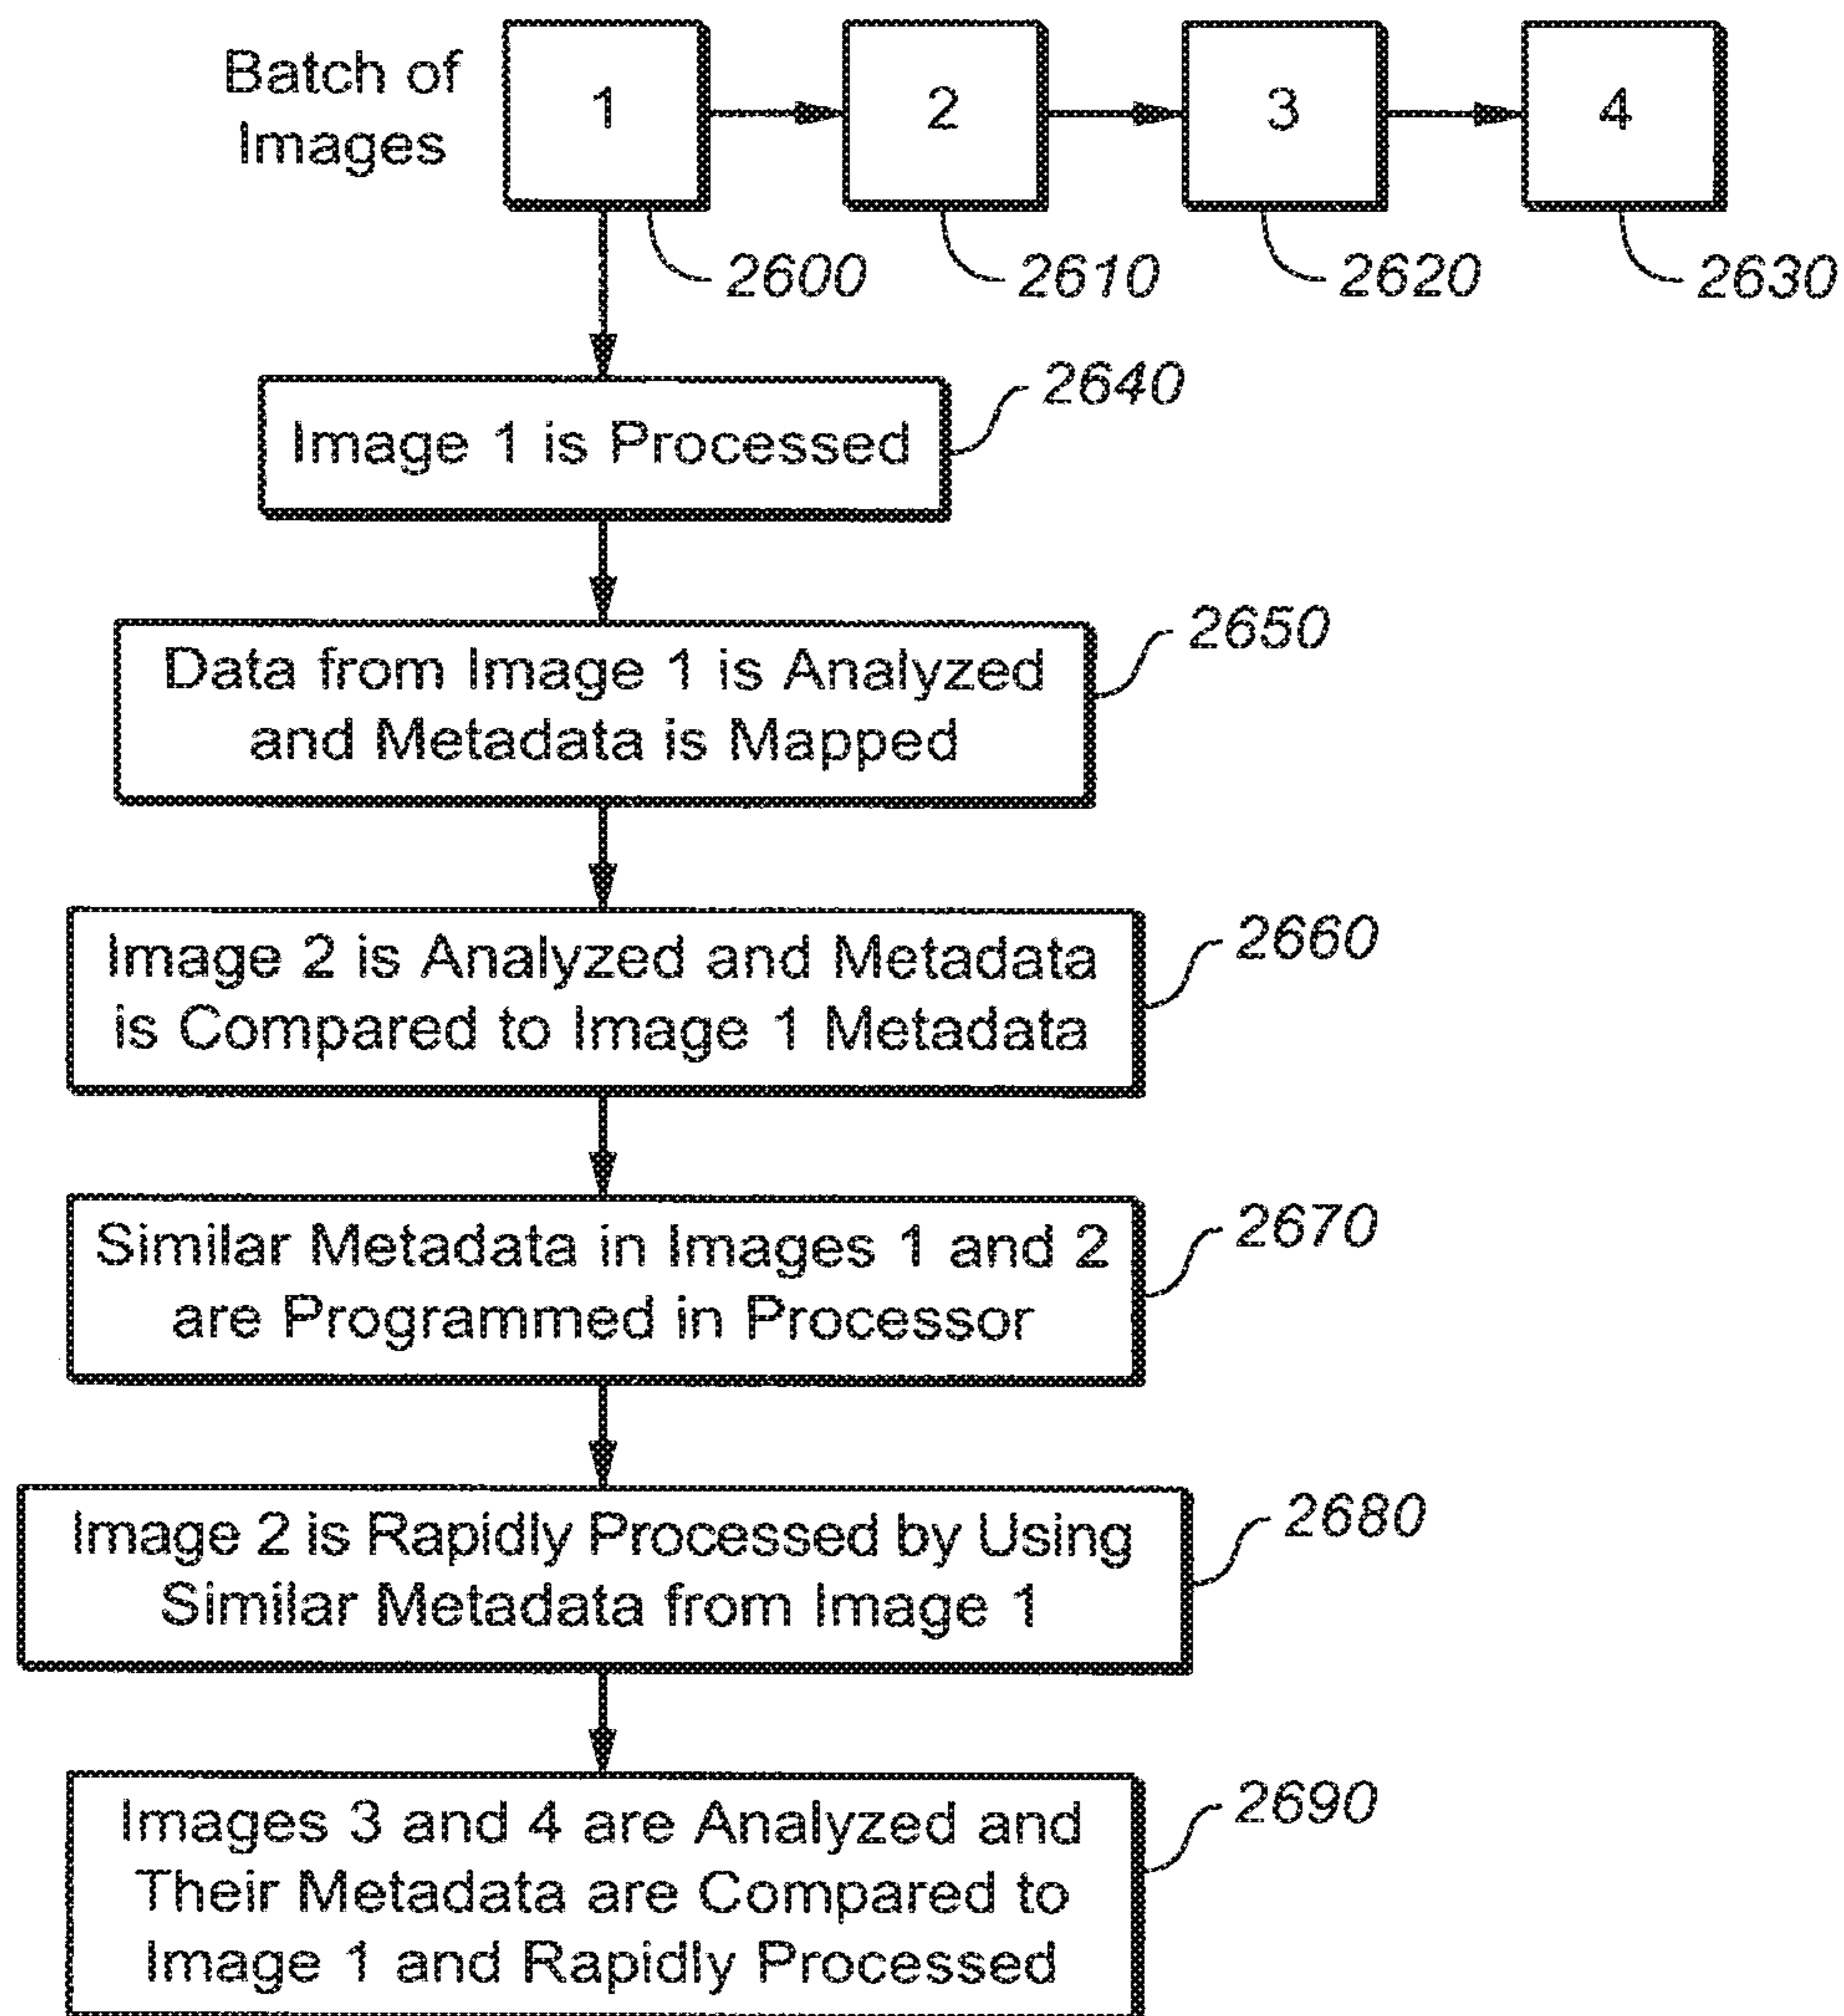 Batch of
Images
1
2
3
4
2600
2610
2620
2630
Image 1 is Processed
2640
Data from Image 1 is Analyzed
and Metadata is Mapped
2650
Image 2 is Analyzed and Metadata
is Compared to Image 1 Metadata
2660
Similar Metadata in Images 1 and 2
are Programmed in Processor
2670
Image 2 is Rapidly Processed by Using
Similar Metadata from Image 1
2680
Images 3 and 4 are Analyzed and
Their Metadata are Compared to
Image 1 and Rapidly Processed
2690